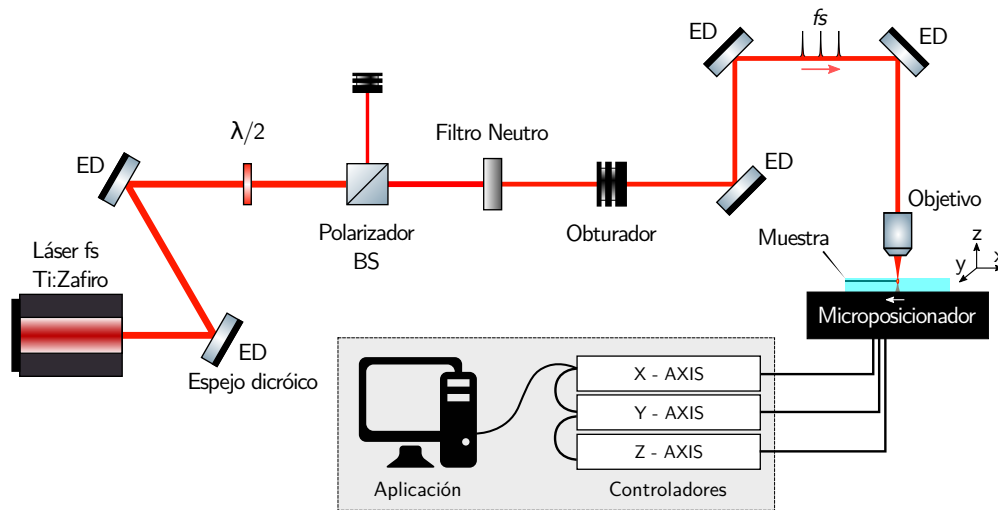 ED
fs
ED
λ/2
Filtro Neutro
ED
ED
Objetivo
Polarizador
BS
Obturador
Láser fs
Ti:Zafiro
Muestra
z
x
y
ED
Espejo dicróico
Microposicionador
X - AXIS
Y - AXIS
Z - AXIS
Aplicación
Controladores